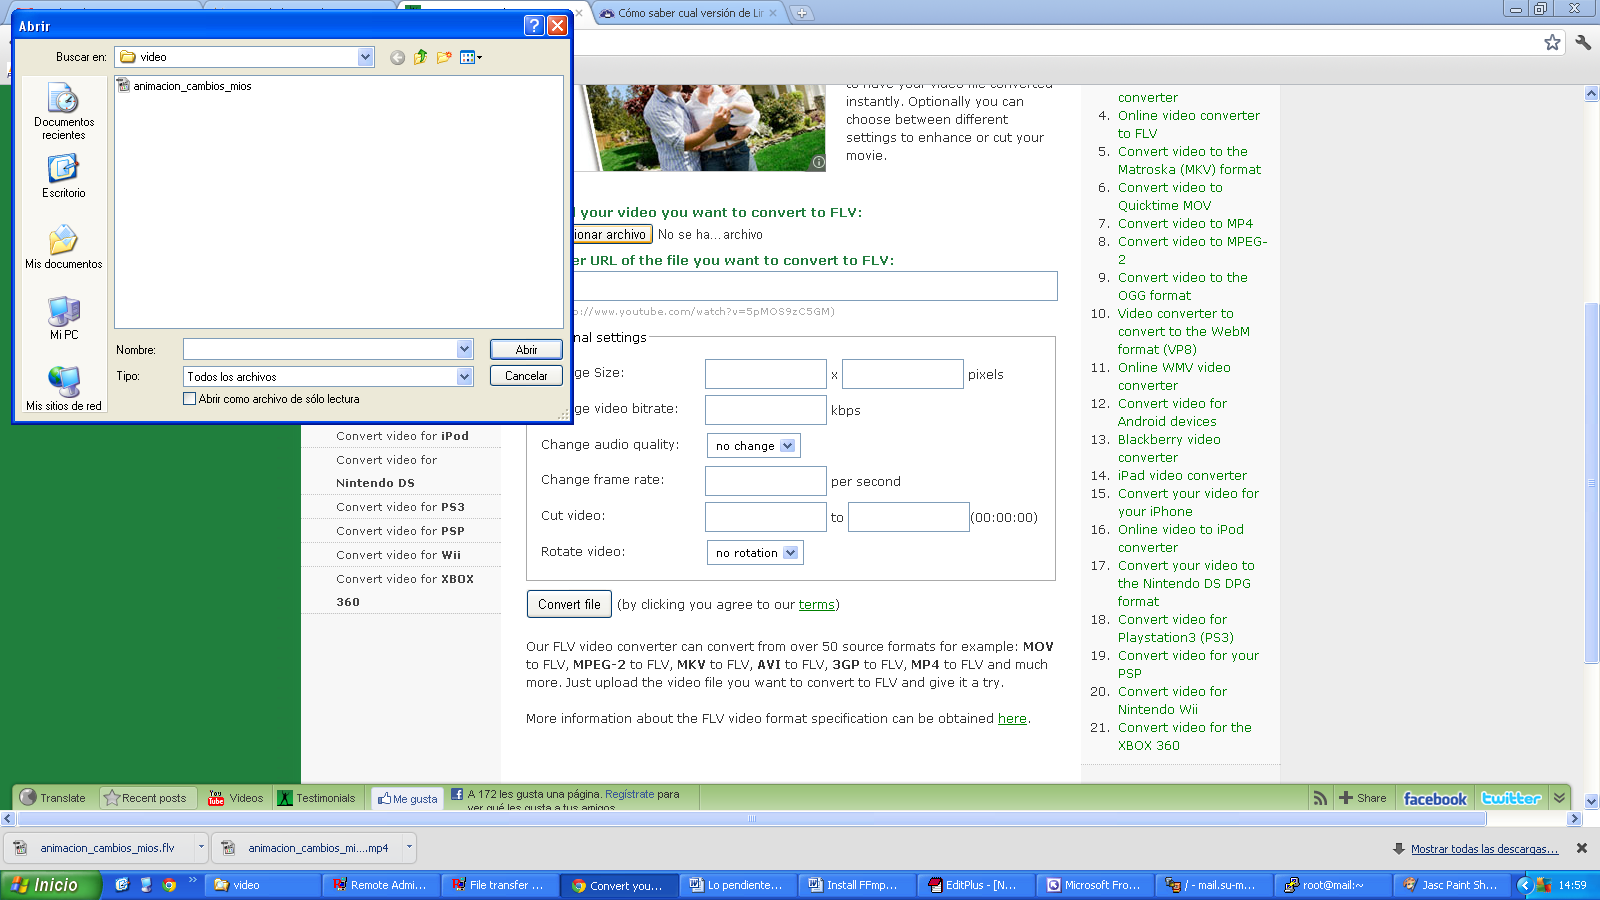 Cómo saber cual versión de Lin
Abrir
Buscar en:
video
animacion_cambios_mios
Documentos
recientes
Escritorio
Mis documentos
Mi PC
Mis sitios de red
Nombre:
Abrir
Tipo:
Todos los archivos
Cancelar
Abrir como archivo de sólo lectura
Convert video for iPod
Convert video for
Nintendo DS
Convert video for PS3
Convert video for PSP
Convert video for Wii
Convert video for XBOX
360
to have your video file converted
instantly. Optionally you can
choose between different
settings to enhance or cut your
movie.
your video you want to convert to FLV:
ionar archivo No se ha...archivo
er URL of the file you want to convert to FLV:
p://www.youtube.com/watch?v=5pMOS9zC5GM)
nal settings
ge Size:
x
pixels
ge video bitrate:
kbps
Change audio quality:
no change
Change frame rate:
per second
Cut video:
to
(00:00:00)
Rotate video:
no rotation
Convert file (by clicking you agree to our terms)
Our FLV video converter can convert from over 50 source formats for example: MOV
to FLV, MPEG-2 to FLV, MKV to FLV, AVI to FLV, 3GP to FLV, MP4 to FLV and much
more. Just upload the video file you want to convert to FLV and give it a try.
More information about the FLV video format specification can be obtained here.
converter
4. Online video converter
to FLV
5. Convert video to the
Matroska (MKV) format
6. Convert video to
Quicktime MOV
7. Convert video to MP4
8. Convert video to MPEG-
2
9. Convert video to the
OGG format
10. Video converter to
convert to the WebM
format (VP8)
11. Online WMV video
converter
12. Convert video for
Android devices
13. Blackberry video
converter
14. iPad video converter
15. Convert your video for
your iPhone
16. Online video to iPod
converter
17. Convert your video to
the Nintendo DS DPG
format
18. Convert video for
Playstation3 (PS3)
19. Convert video for your
PSP
20. Convert video for
Nintendo Wii
21. Convert video for the
XBOX 360
Translate
Recent posts
You Tube
Videos
Testimonials
Me gusta
A 172 les gusta una página. Regístrate para
ver qué les gusta a tus amigos.
Share
facebook
twitter
animacion_cambios_mios.flv
animacion_cambios_mi....mp4
Mostrar todas las descargas...
Inicio
»
video
Remote Admi...
File transfer ...
Convert you...
Lo pendiente...
Install FFmp...
EditPlus - [N...
Microsoft Fro...
/ - mail.su-m...
root@mail:~
Jasc Paint Sh...
14:59